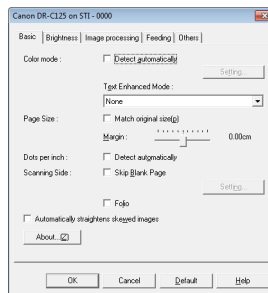 Canon DR-C125 on STI - 0000
Basic Brightness Image processing Feeding Others
Color mode : Detect automatically
Setting...
Text Enhanced Mode :
None
Page Size : Match original size(p)
Margin : 0.00cm
Dots per inch : Detect automatically
Scanning Side : Skip Blank Page
Setting...
Folio
Automatically straightens skewed images
About...(Z)
OK Cancel Default Help